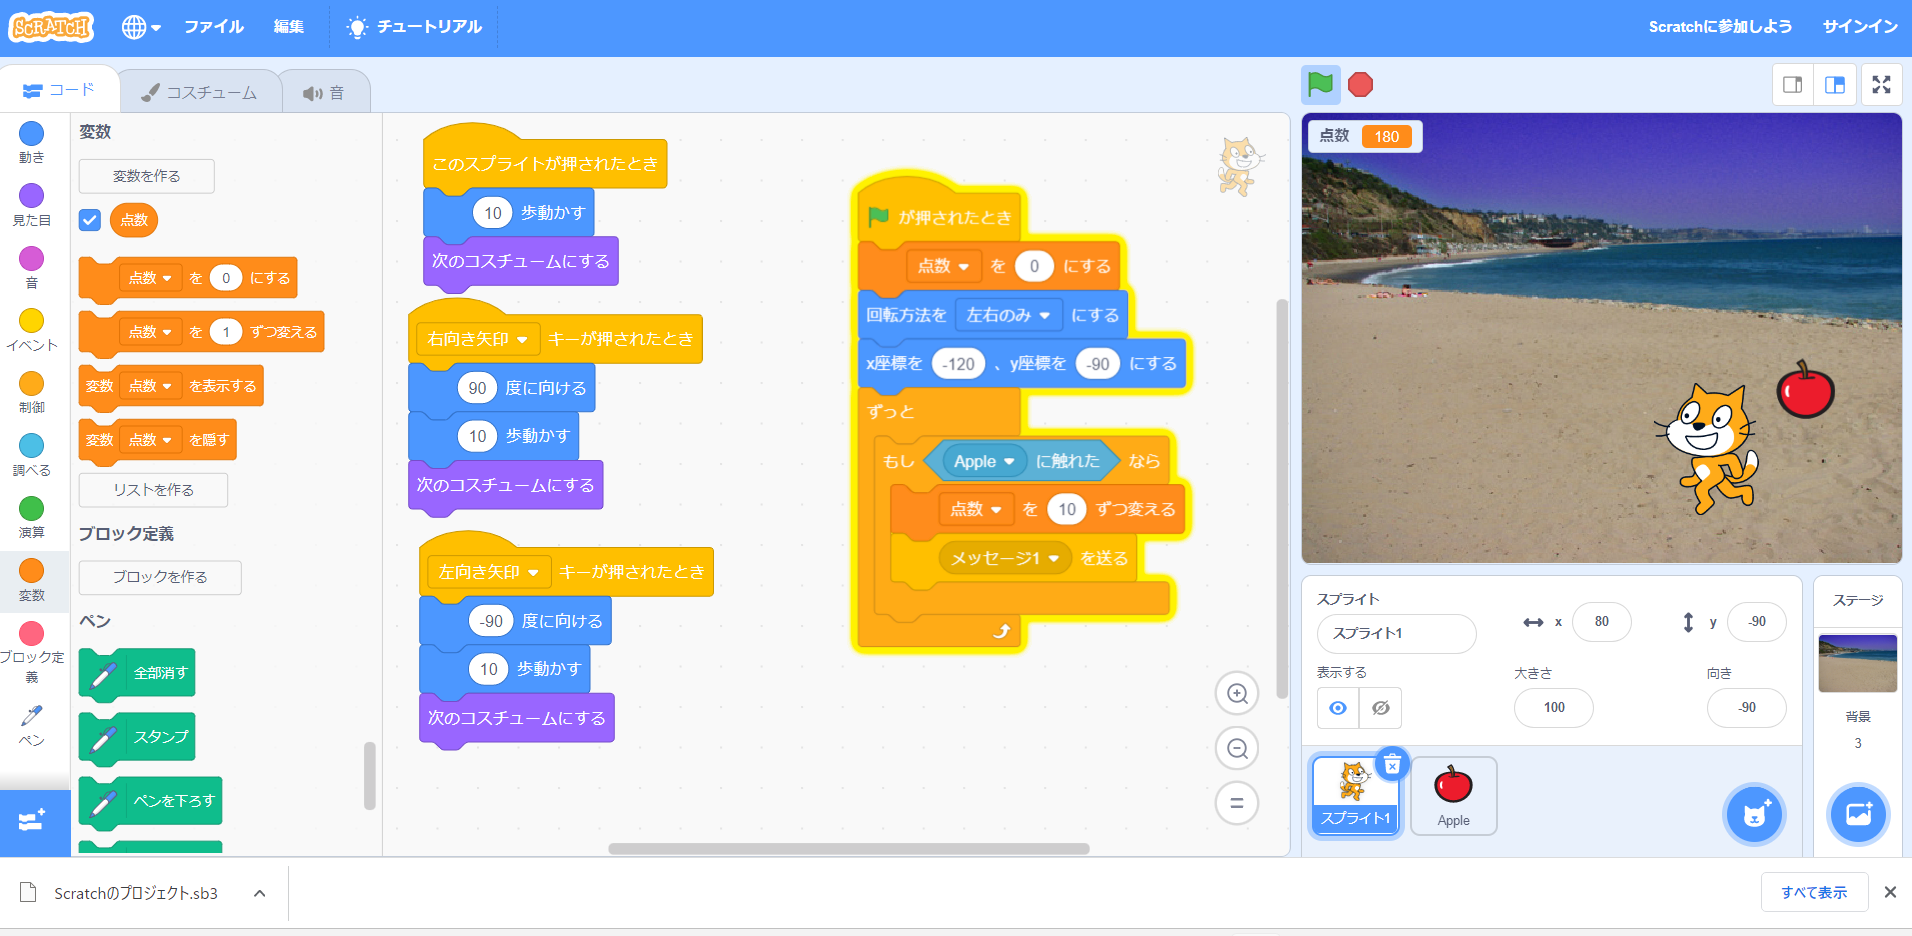 SCRATCH
ファイル
編集
チュートリアル
Scratchに参加しよう
サインイン
コード
コスチューム
音
動き
見た目
音
イベント
制御
調べる
演算
変数
ブロック定
義
ペン
変数
変数を作る
点数
点数 を 0 にする
点数 を 1 ずつ変える
変数 点数 を表示する
変数 点数 を隠す
リストを作る
ブロック定義
ブロックを作る
ペン
全部消す
スタンプ
ペンを下ろす
このスプライトが押されたとき
10 歩動かす
次のコスチュームにする
右向き矢印 キーが押されたとき
90 度に向ける
10 歩動かす
次のコスチュームにする
左向き矢印 キーが押されたとき
-90 度に向ける
10 歩動かす
次のコスチュームにする
が押されたとき
点数 を 0 にする
回転方法を 左右のみ にする
x座標を -120 、y座標を -90 にする
ずっと
もし Apple に触れた なら
点数 を 10 ずつ変える
メッセージ1 を送る
点数 180
スプライト
スプライト1
x 80
y -90
表示する
大きさ
100
向き
-90
スプライト1
Apple
ステージ
背景
3
Scratchのプロジェクト.sb3
すべて表示